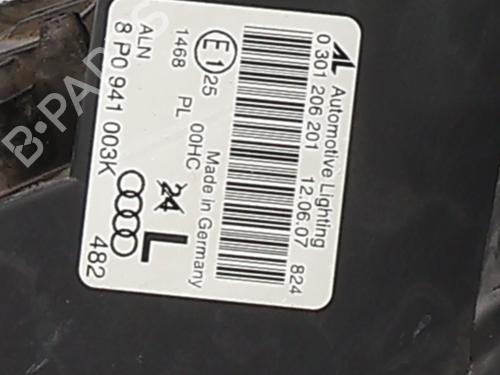 AL Automotive Lighting
0 301 206 201 12.06.07 824
E1 25 Made in Germany
1468 PL 00HC 24
ALN L
8 P0 941 003K 482
B-PARTS